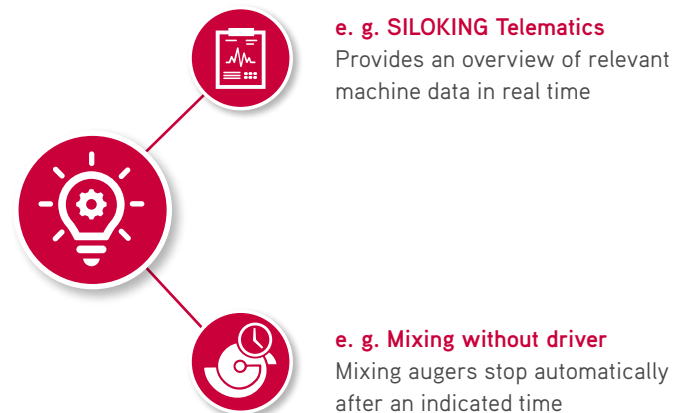 e. g. SILOKING Telematics
Provides an overview of relevant
machine data in real time
e. g. Mixing without driver
Mixing augers stop automatically
after an indicated time